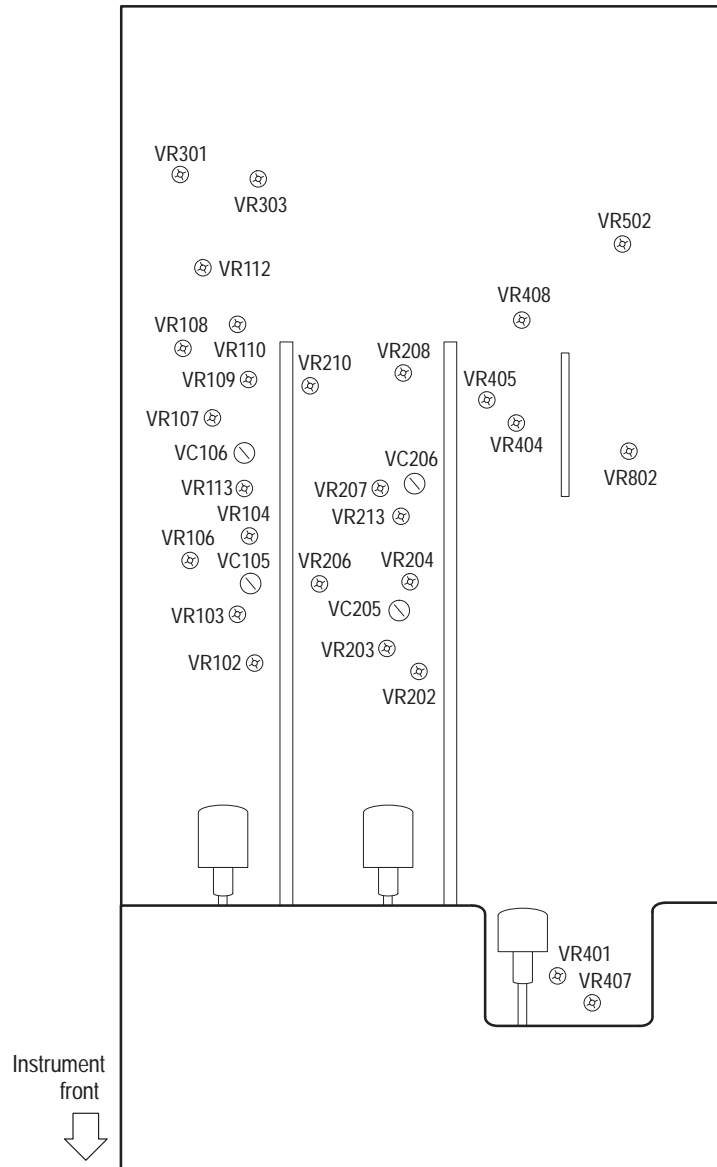 VR301
VR303
VR502
VR112
VR408
VR108
VR110
VR208
VR210
VR109
VR405
VR107
VR404
VC106
VC206
VR802
VR113
VR207
VR104
VR213
VR106
VC105
VR206
VR204
VC205
VR103
VR203
VR102
VR202
VR401
VR407
Instrument
front